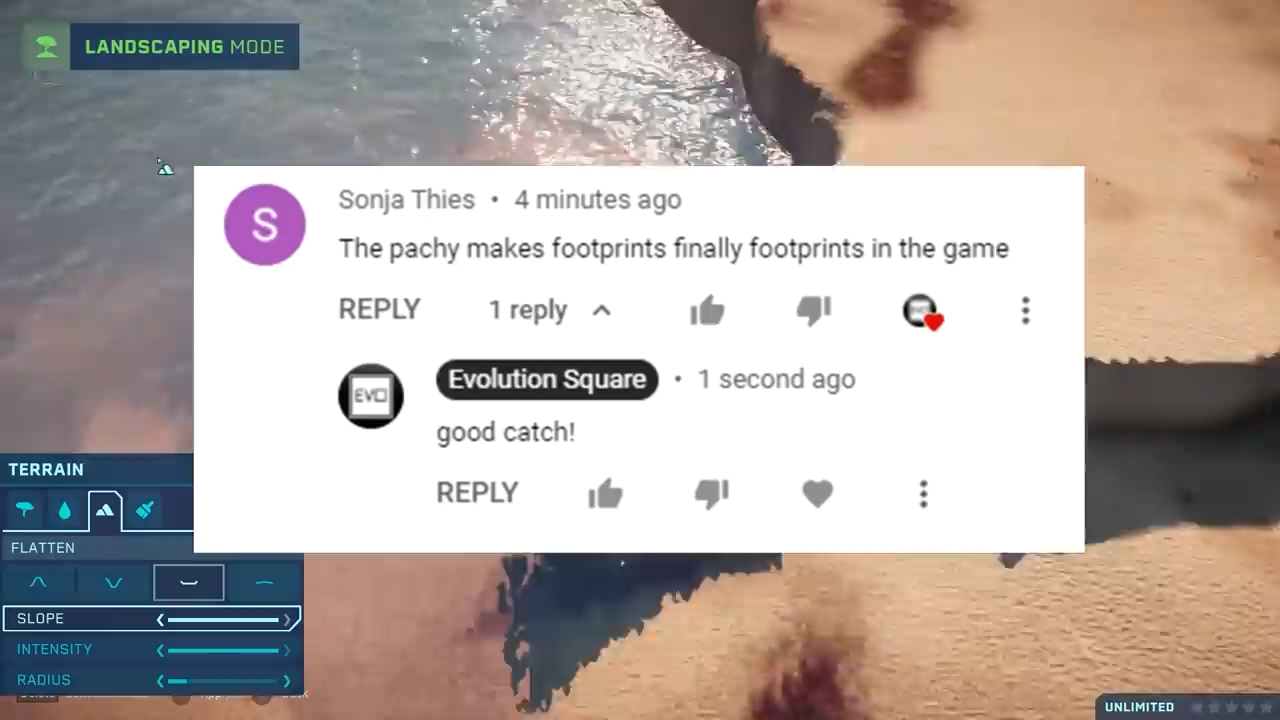 LANDSCAPING MODE
S
Sonja Thies • 4 minutes ago
The pachy makes footprints finally footprints in the game
REPLY 1 reply
EVO
Evolution Square • 1 second ago
good catch!
REPLY
TERRAIN
FLATTEN
SLOPE
INTENSITY
RADIUS
UNLIMITED